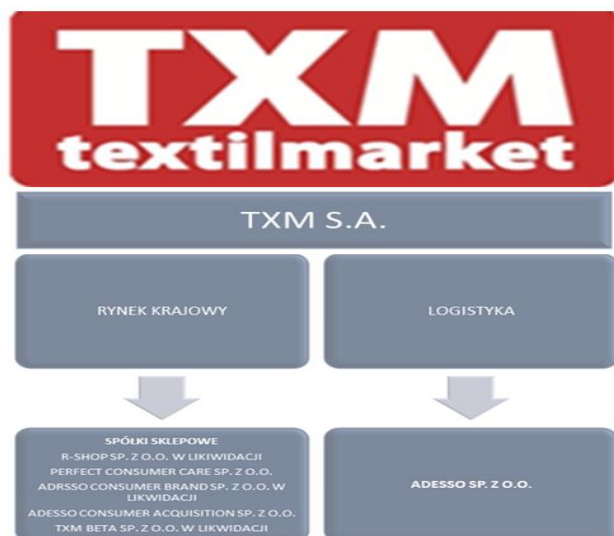 TXM
textilmarket
TXM S.A.
RYNEK KRAJOWY
LOGISTYKA
SPÓŁKI SKLEPOWE
R-SHOP SP. Z O.O. W LIKIWIDACJI
PERFECT CONSUMER CARE SP. Z O.O.
ADRSSO CONSUMER BRAND SP. Z O.O. W
LIKWIDACJI
ADESSO CONSUMER ACQUISITION SP. Z O.O.
TXM BETA SP. Z O.O. W LIKWIDACJI
ADESSO SP. Z O.O.